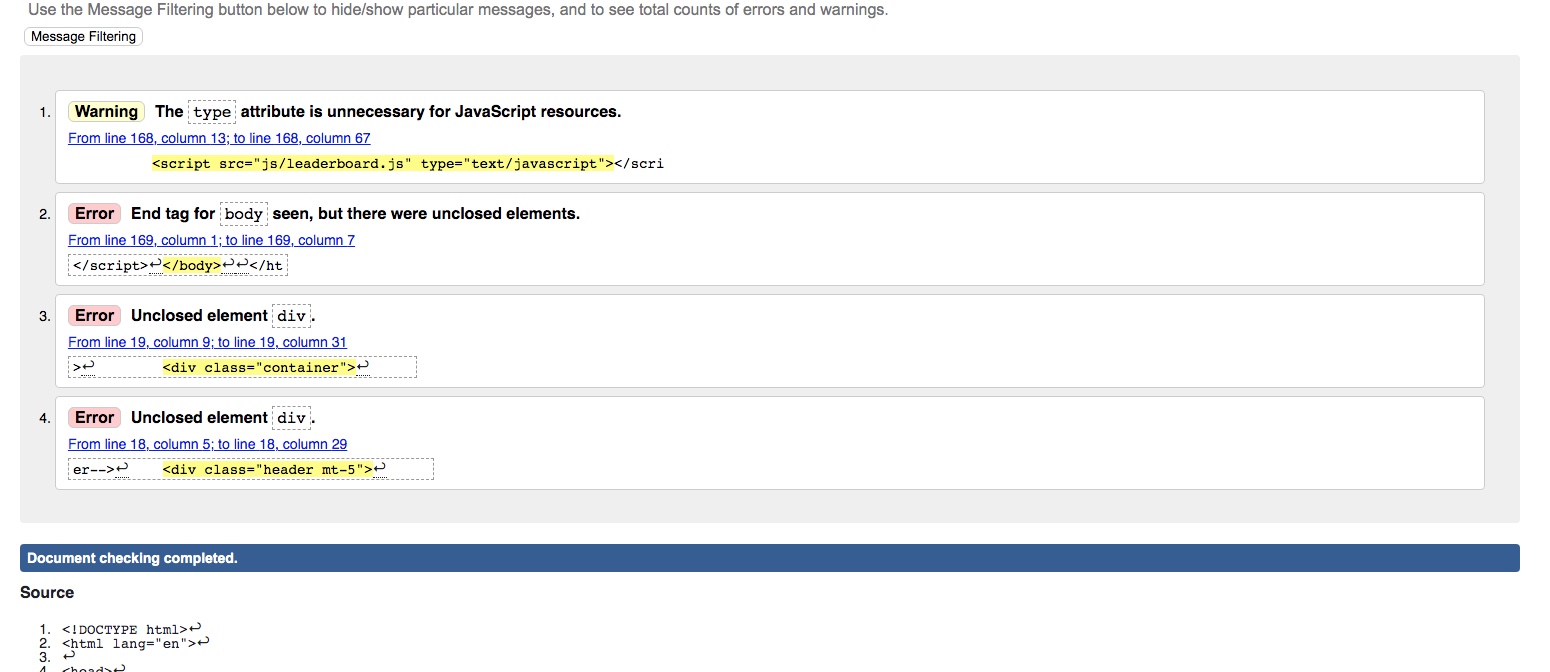 Use the Message Filtering button below to hide/show particular messages, and to see total counts of errors and warnings.
Message Filtering
1. Warning The type attribute is unnecessary for JavaScript resources.
From line 168, column 13; to line 168, column 67
<script src="js/leaderboard.js" type="text/javascript"></scri
2. Error End tag for body seen, but there were unclosed elements.
From line 169, column 1; to line 169, column 7
</script>↩</body>↩↩</ht
3. Error Unclosed element div.
From line 19, column 9; to line 19, column 31
>↩ <div class="container">↩
4. Error Unclosed element div.
From line 18, column 5; to line 18, column 29
er-->↩ <div class="header mt-5">↩
Document checking completed.
Source
1. <!DOCTYPE html>↩
2. <html lang="en">↩
3. ↩
4. <head>↩